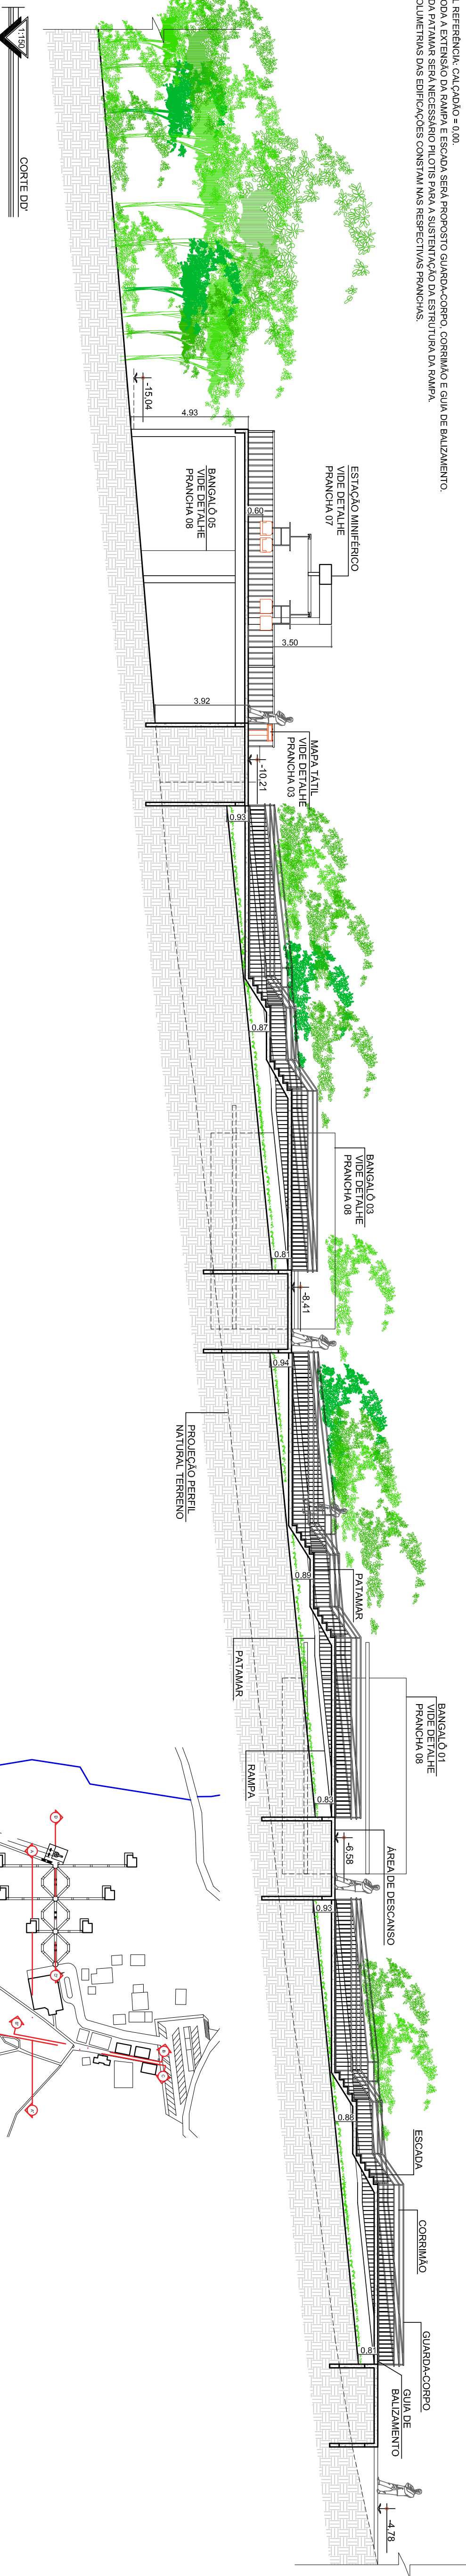 L REFERÊNCIA: CALÇADÃO = 0,00.
ODA A EXTENSÃO DA RAMPA E ESCADA SERÁ PROPOSTO GUARDA-CORPO, CORRIMÃO E GUIA DE BALIZAMENTO.
DA PATAMAR SERÁ NECESSÁRIO PILOTIS PARA A SUSTENTAÇÃO DA ESTRUTURA DA RAMPA.
OLUMETRIAS DAS EDIFICAÇÕES CONSTAM NAS RESPECTIVAS PRANCHAS.
ESTAÇÃO MINIFÉRICO
VIDE DETALHE
PRANCHA 07
3.50
0.60
4.93
-15,04
BANGALÔ 05
VIDE DETALHE
PRANCHA 08
3.92
MAPA TÁTIL
VIDE DETALHE
PRANCHA 03
-10,21
0.93
0.87
BANGALÔ 03
VIDE DETALHE
PRANCHA 08
0.81
-8,41
0.94
PROJEÇÃO PERFIL
NATURAL TERRENO
0.89
PATAMAR
PATAMAR
RAMPA
BANGALÔ 01
VIDE DETALHE
PRANCHA 08
0.83
-6,58
ÁREA DE DESCANSO
0.93
0.88
ESCADA
CORRIMÃO
GUARDA-CORPO
0.81
GUIA DE
BALIZAMENTO
-4,78
1:150
CORTE DD'